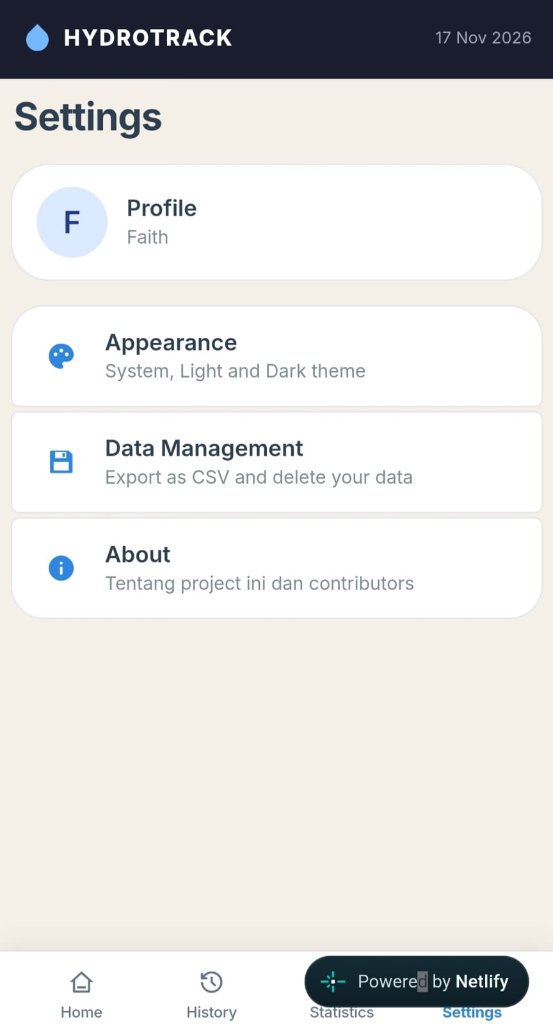 HYDROTRACK
17 Nov 2026
Settings
F
Profile
Faith
Appearance
System, Light and Dark theme
Data Management
Export as CSV and delete your data
About
Tentang project ini dan contributors
Powered by Netlify
Home
History
Statistics
Settings